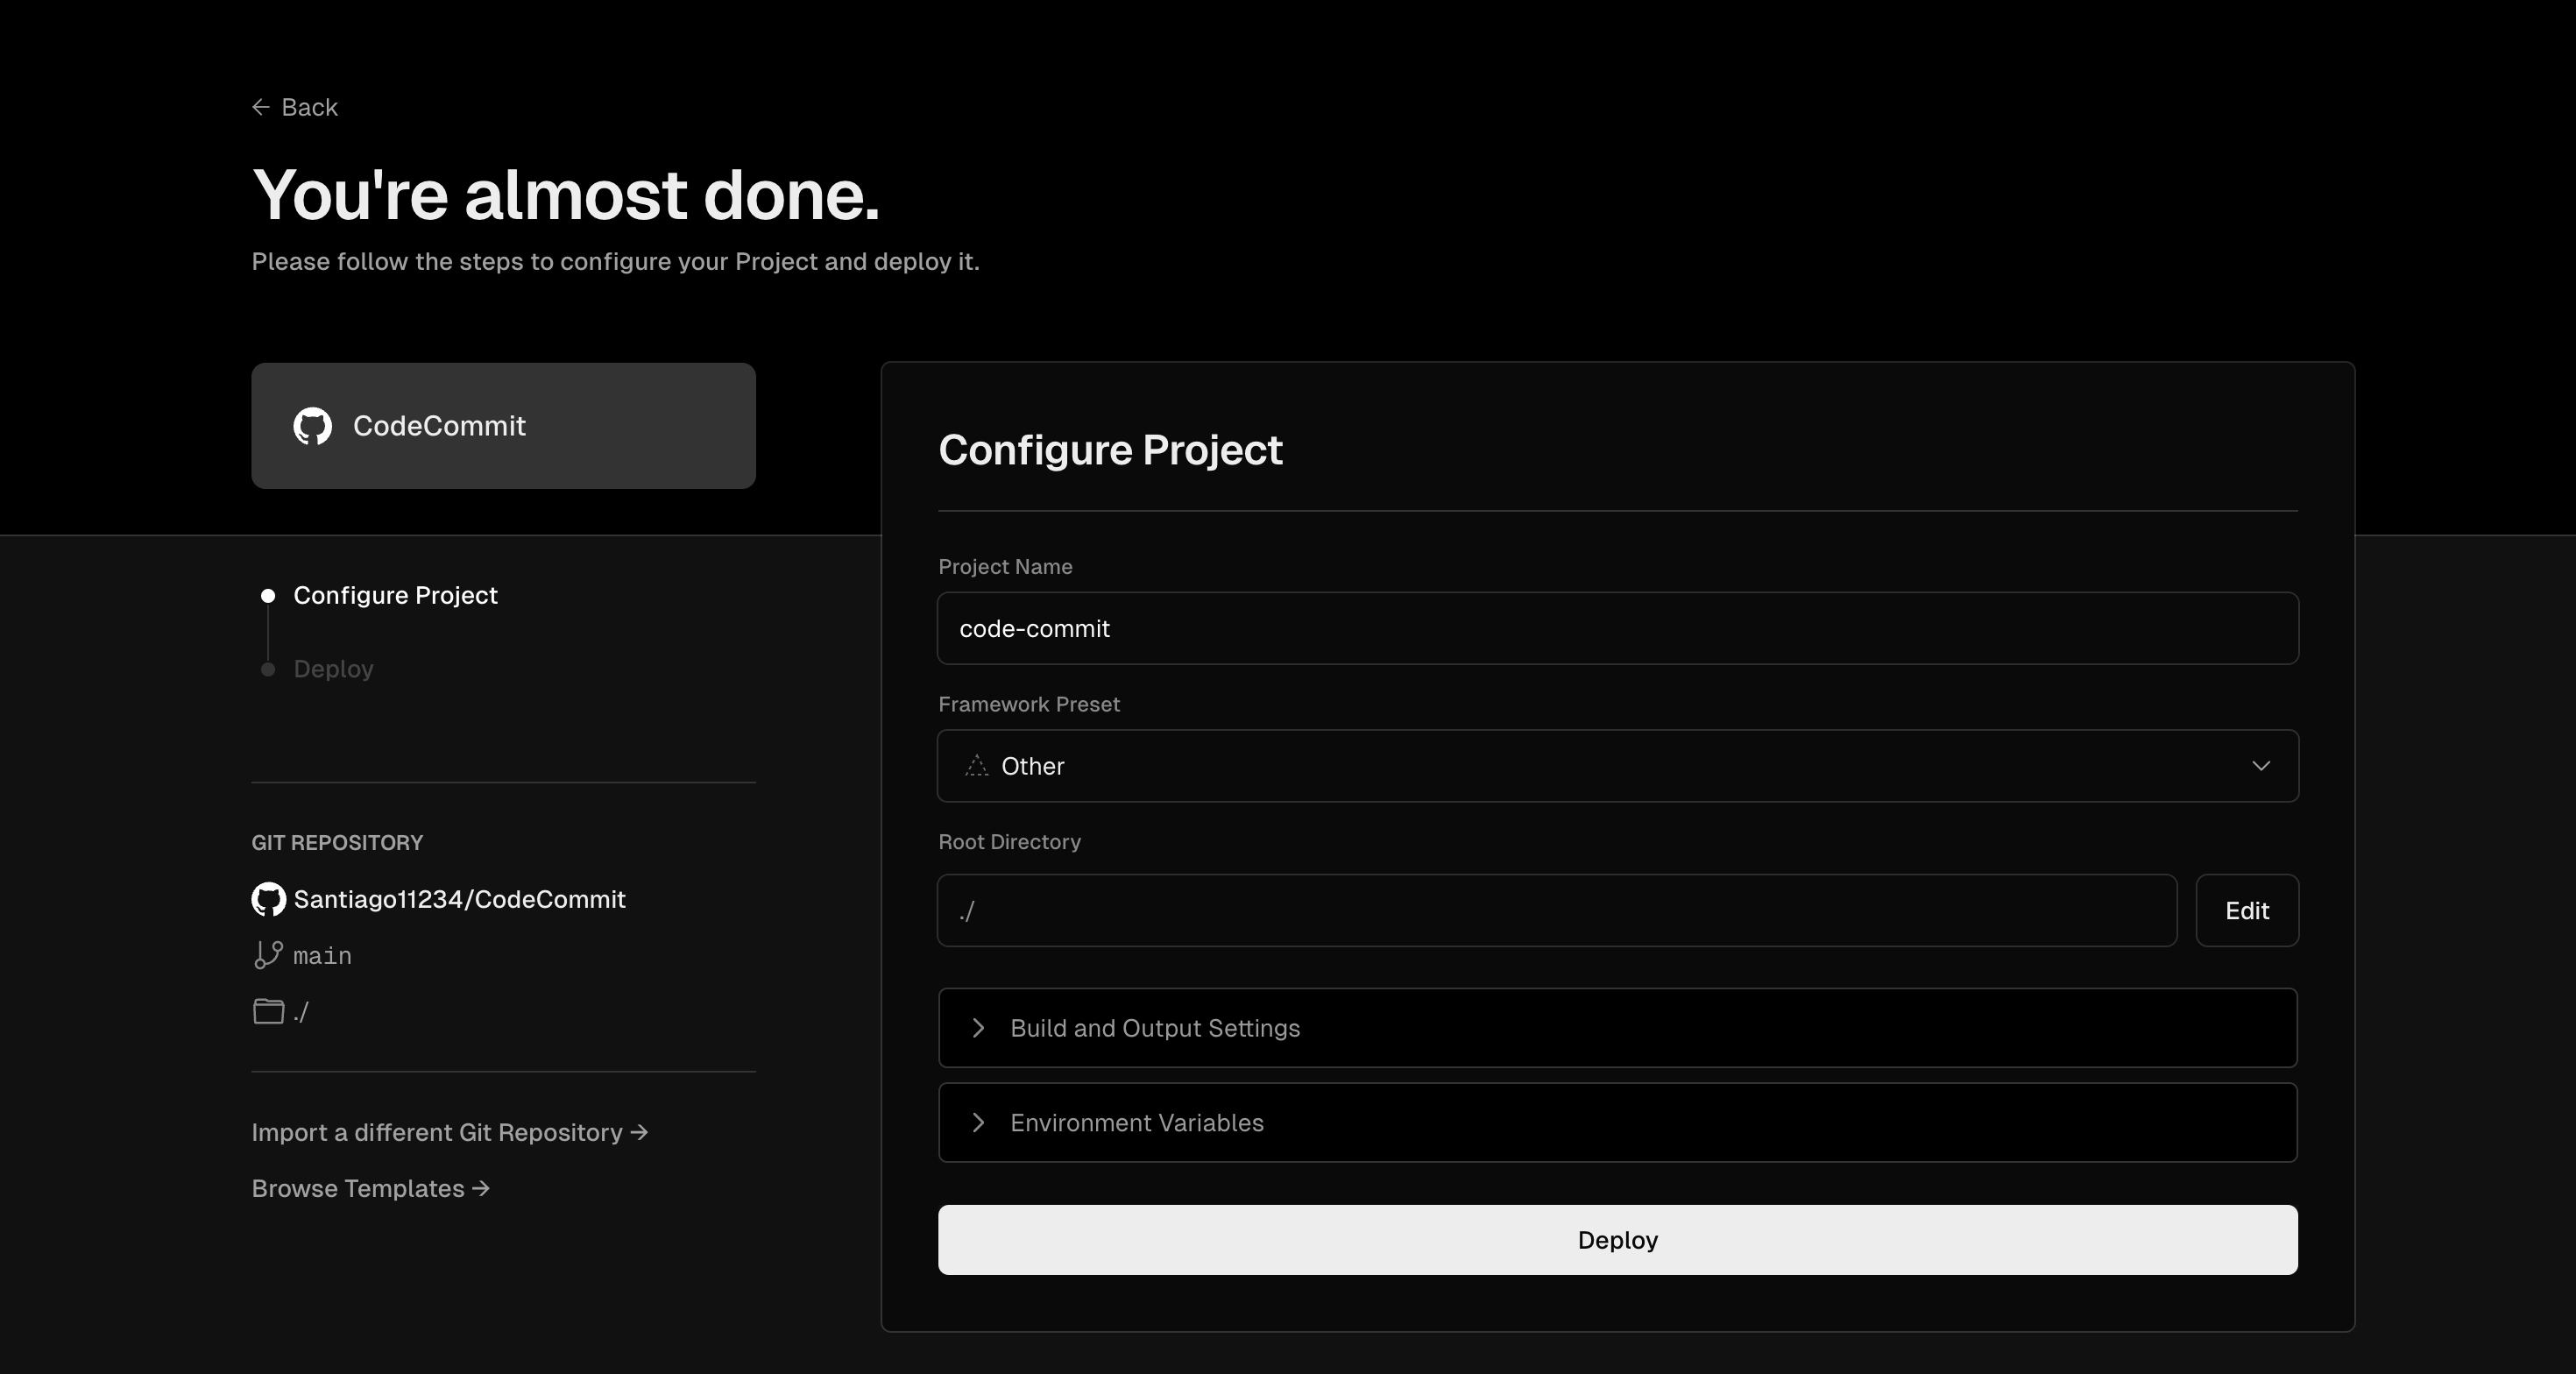 Back
You're almost done.
Please follow the steps to configure your Project and deploy it.
CodeCommit
Configure Project
Deploy
GIT REPOSITORY
Santiago11234/CodeCommit
main
./
Import a different Git Repository →
Browse Templates →
Configure Project
Project Name
code-commit
Framework Preset
Other
Root Directory
./
Edit
Build and Output Settings
Environment Variables
Deploy